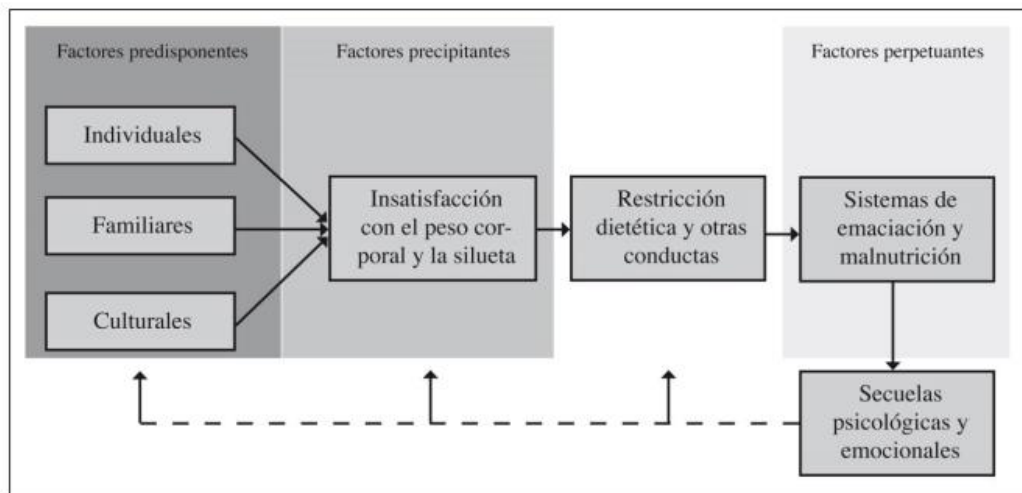 Factores predisponentes
Factores precipitantes
Factores perpetuantes
Individuales
Familiares
Culturales
Insatisfacción
con el peso cor-
poral y la silueta
Restricción
dietética y otras
conductas
Sistemas de
emaciación y
malnutrición
Secuelas
psicológicas y
emocionales